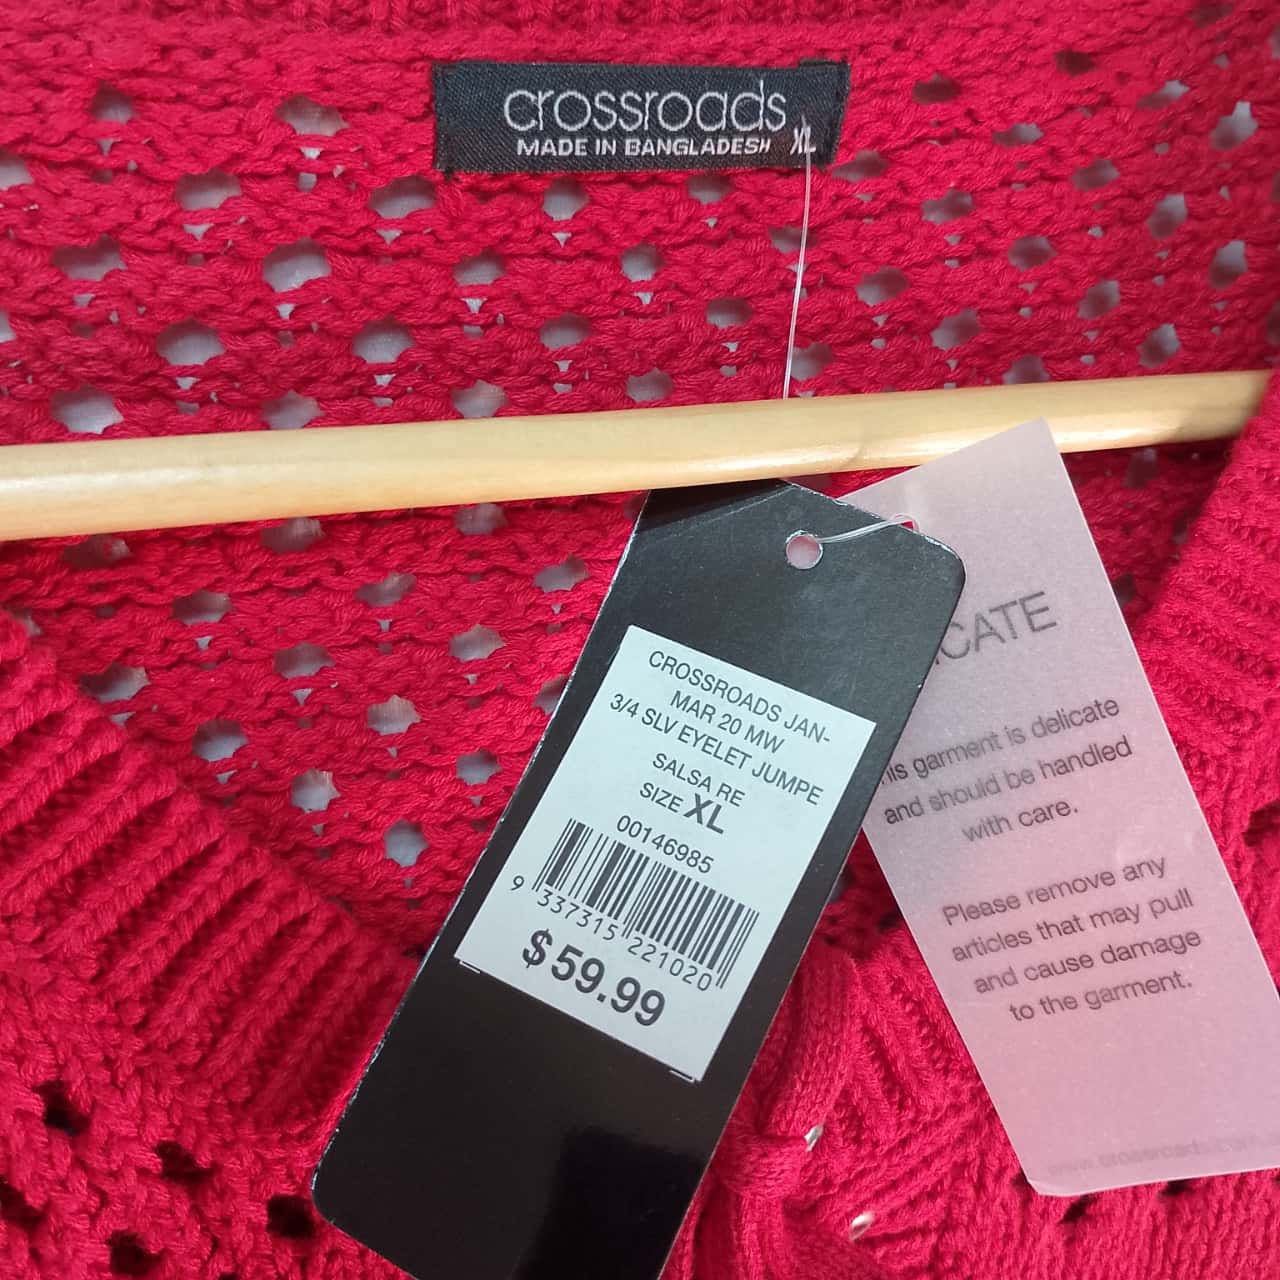 crossroads
MADE IN BANGLADESH XL
CROSSROADS JAN-
MAR 20 MW
3/4 SLV EYELET JUMPE
SALSA RE
SIZE XL
00146985
9 337315 221020
$59.99
CATE
his garment is delicate
and should be handled
with care.
Please remove any
articles that may pull
and cause damage
to the garment.